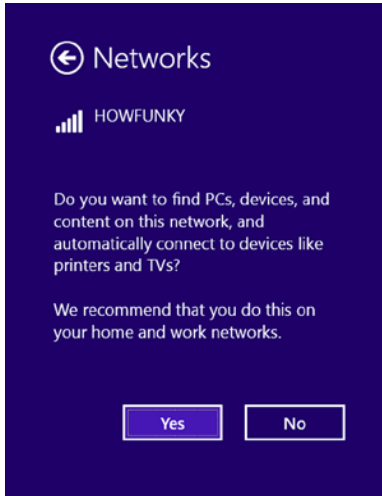 Networks
HOWFUNKY
Do you want to find PCs, devices, and
content on this network, and
automatically connect to devices like
printers and TVs?
We recommend that you do this on
your home and work networks.
Yes No